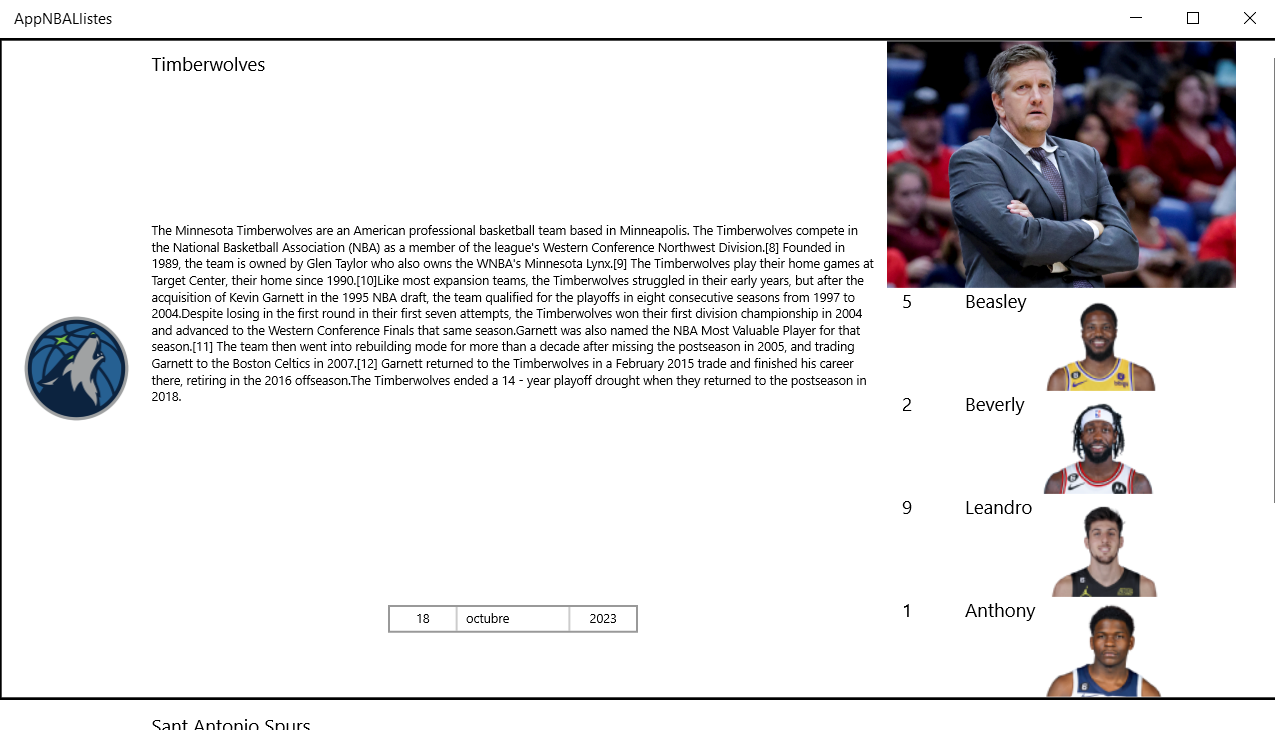 AppNBALlistes
Timberwolves
The Minnesota Timberwolves are an American professional basketball team based in Minneapolis. The Timberwolves compete in
the National Basketball Association (NBA) as a member of the league's Western Conference Northwest Division.[8] Founded in
1989, the team is owned by Glen Taylor who also owns the WNBA's Minnesota Lynx.[9] The Timberwolves play their home games at
Target Center, their home since 1990.[10]Like most expansion teams, the Timberwolves struggled in their early years, but after the
acquisition of Kevin Garnett in the 1995 NBA draft, the team qualified for the playoffs in eight consecutive seasons from 1997 to
2004.Despite losing in the first round in their first seven attempts, the Timberwolves won their first division championship in 2004
and advanced to the Western Conference Finals that same season.Garnett was also named the NBA Most Valuable Player for that
season.[11] The team then went into rebuilding mode for more than a decade after missing the postseason in 2005, and trading
Garnett to the Boston Celtics in 2007.[12] Garnett returned to the Timberwolves in a February 2015 trade and finished his career
there, retiring in the 2016 offseason.The Timberwolves ended a 14 - year playoff drought when they returned to the postseason in
2018.
18 octubre 2023
5 Beasley
2 Beverly
9 Leandro
1 Anthony
Sant Antonio Spurs